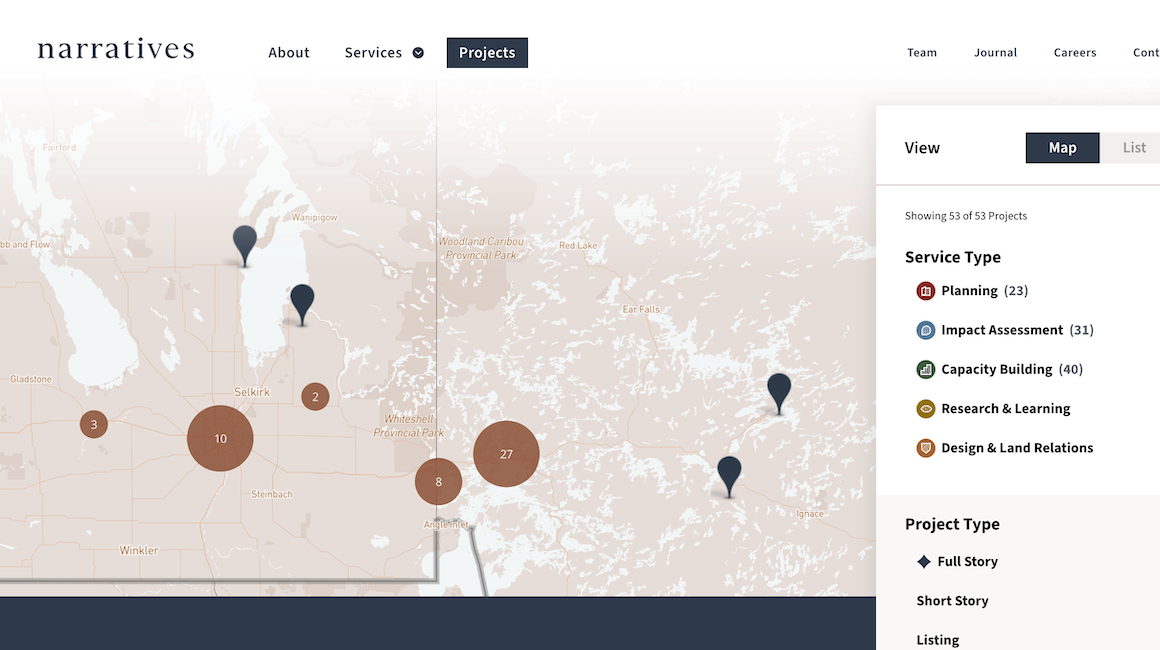 narratives
About
Services
Projects
Team
Journal
Careers
Cont
View
Map
List
Showing 53 of 53 Projects
Service Type
Planning (23)
Impact Assessment (31)
Capacity Building (40)
Research & Learning
Design & Land Relations
Project Type
Full Story
Short Story
Listing
Fairford
Wanipigow
bb and Flow
Woodland Caribou
Provincial Park
Red Lake
Ear Falls
Gladstone
Selkirk
2
3
10
Whiteshell
Provincial Park
27
8
Steinbach
Angle Inlet
Ignace
Winkler